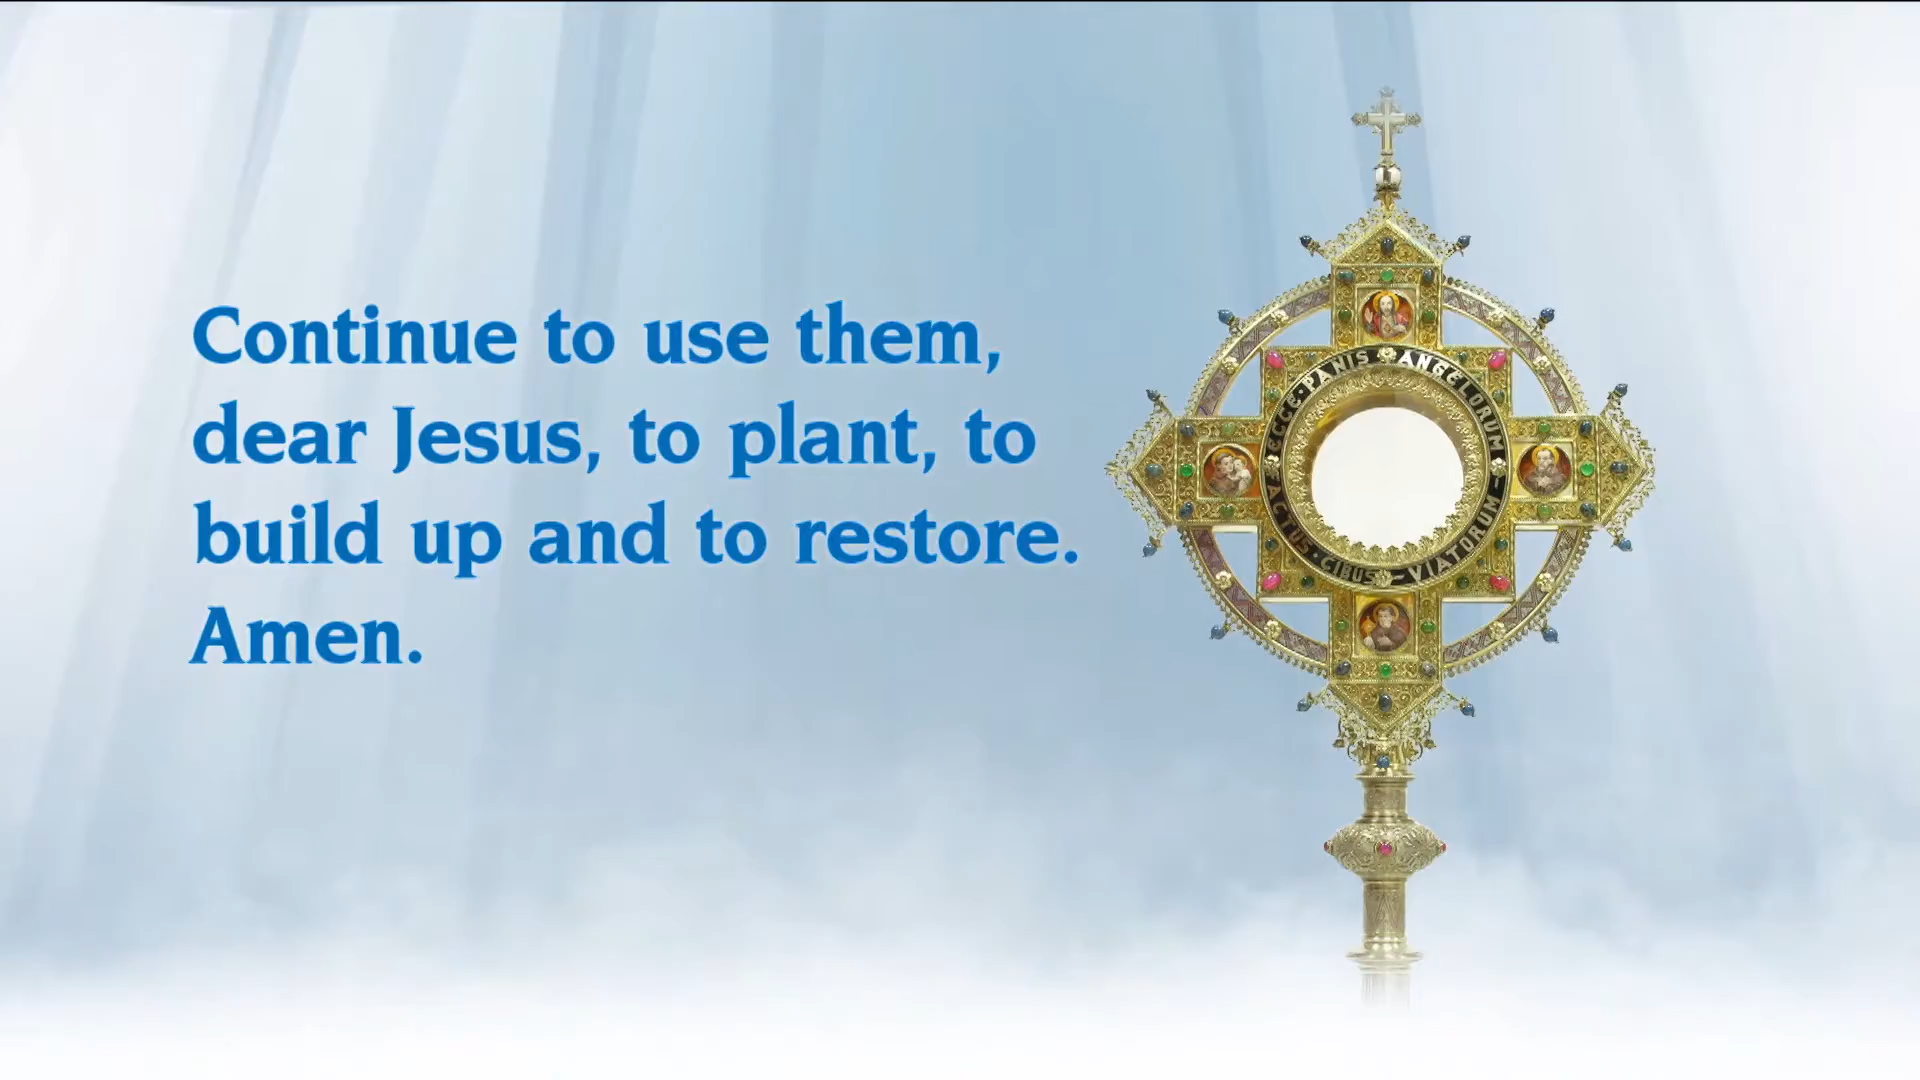 Continue to use them,
dear Jesus, to plant, to
build up and to restore.
Amen.
ECCE · PANIS ANGELORUM
FACTUS · CIBUS VIATORUM